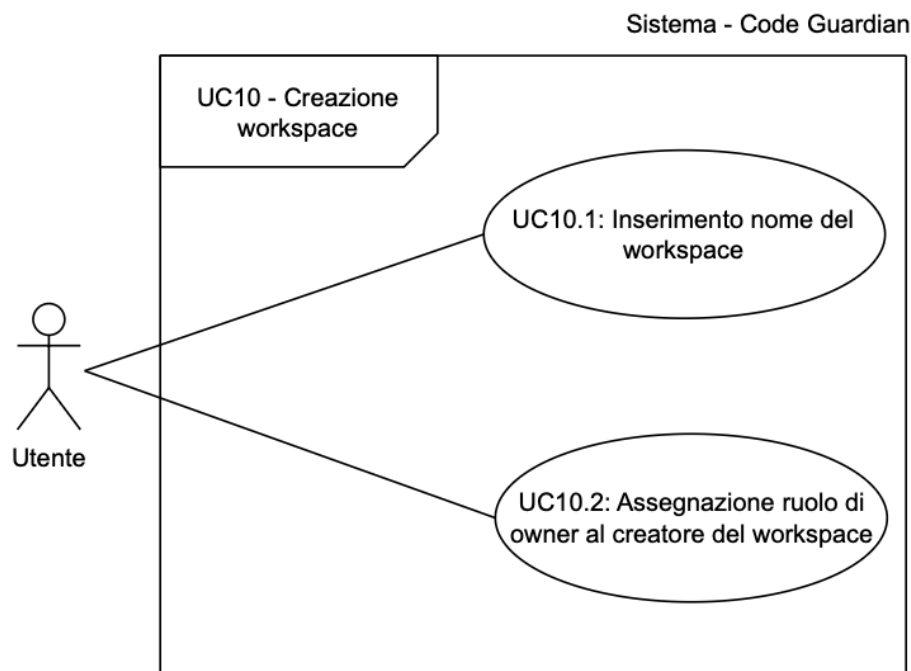 Sistema - Code Guardian
UC10 - Creazione
workspace
UC10.1: Inserimento nome del
workspace
Utente
UC10.2: Assegnazione ruolo di
owner al creatore del workspace